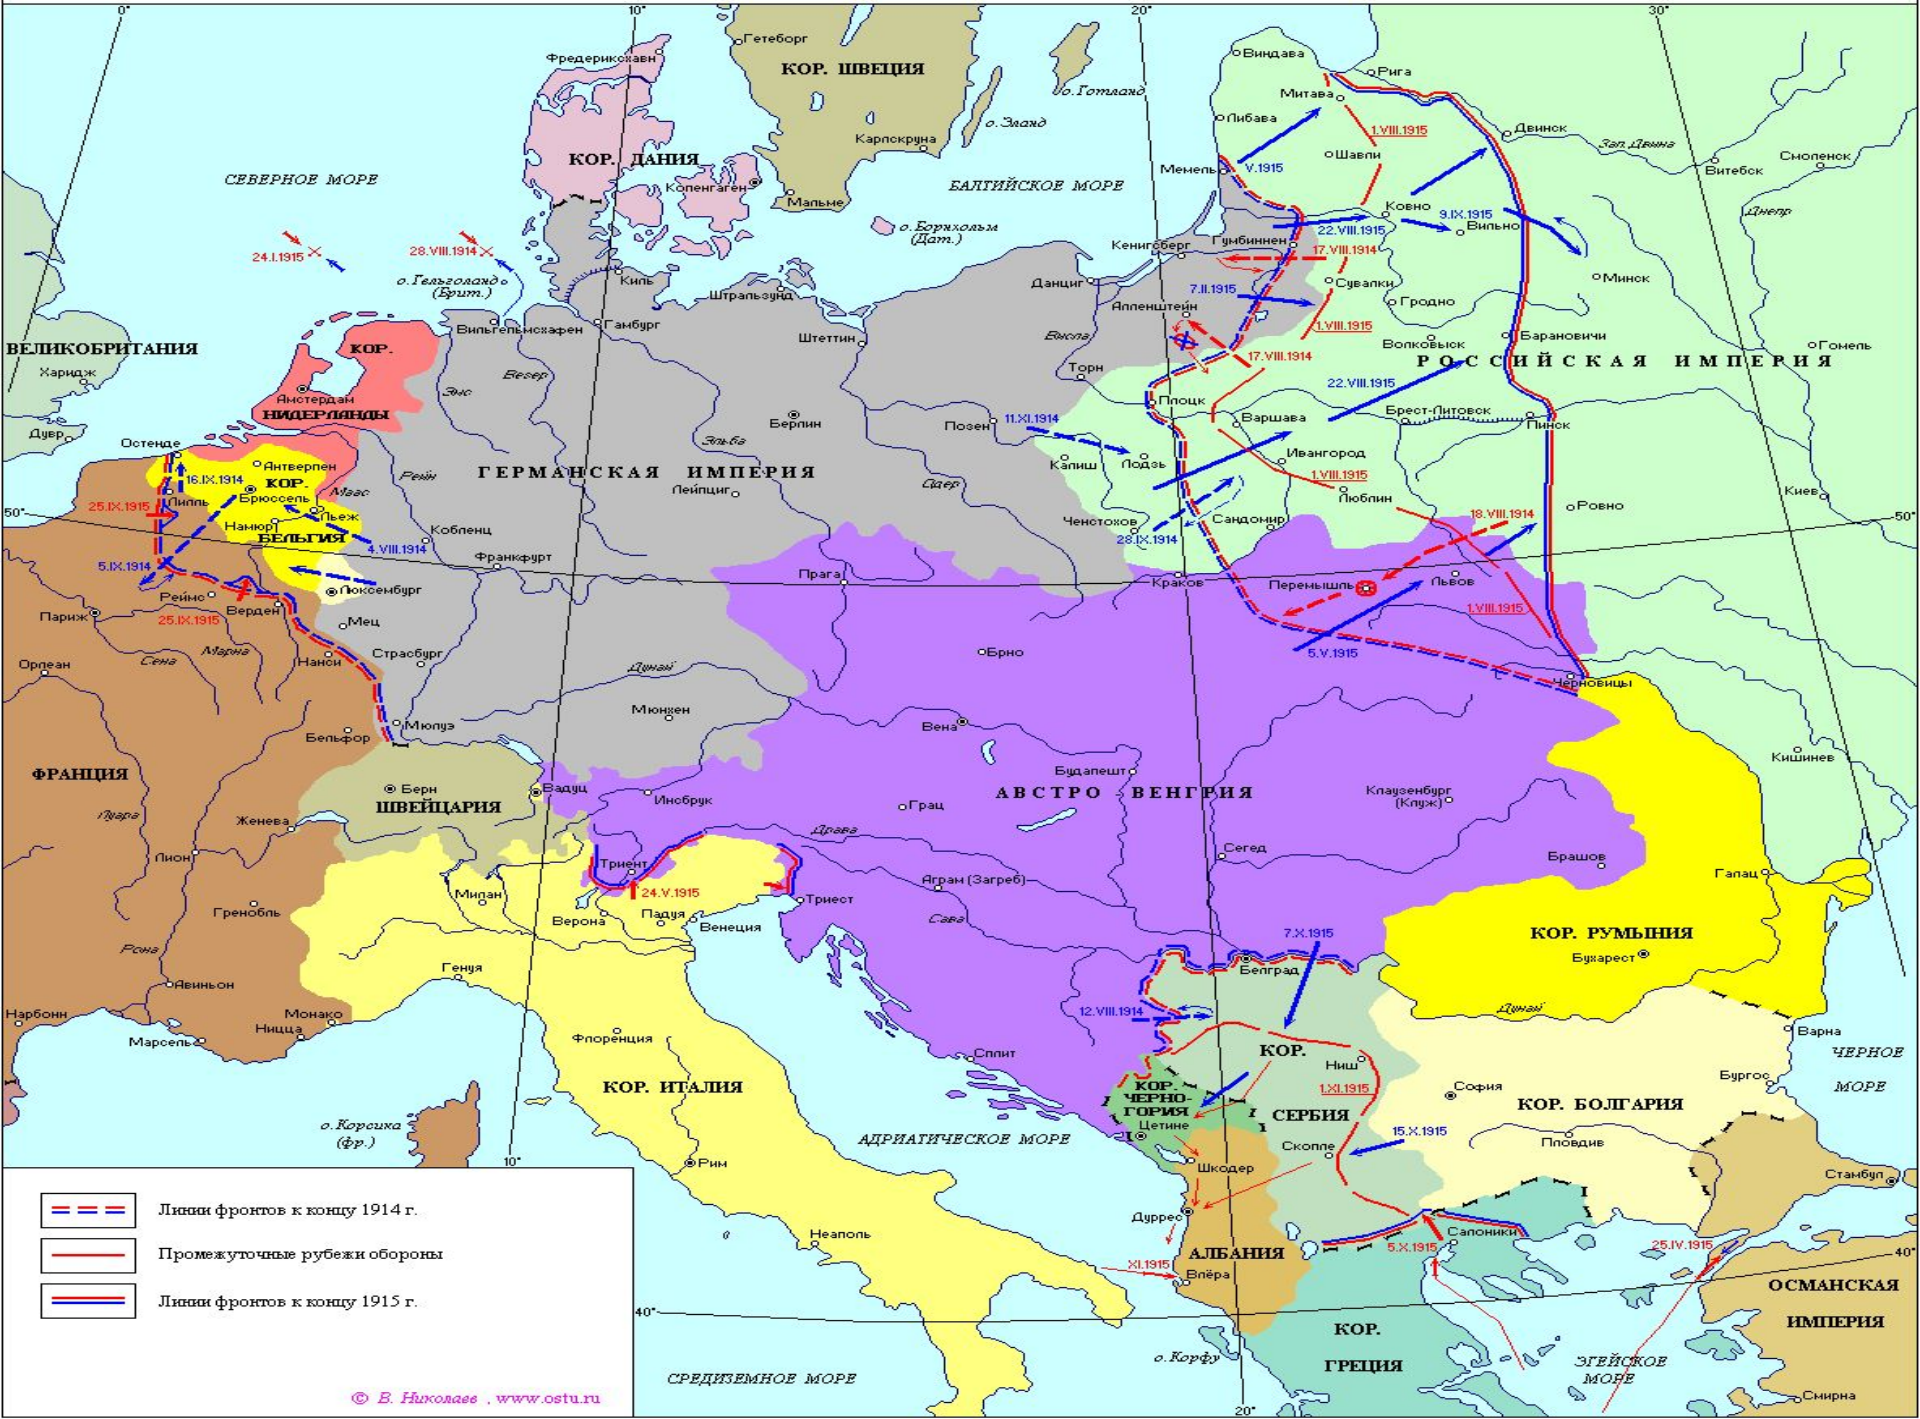 0°
10°
20°
30°
Гетеборг
КОР. ШВЕЦИЯ
Фредериксхавн
о.Готланд
о.Эланд
Карлскруна
Виндава
Рига
Митава
Либава
1.VIII.1915
Двинск
Зап.Двина
Смоленск
Витебск
КОР. ДАНИЯ
Копенгаген
Мальме
СЕВЕРНОЕ МОРЕ
БАЛТИЙСКОЕ МОРЕ
Мемель
V.1915
Шавли
Ковно
9.IX.1915
Вильно
Днепр
о.Борнхольм
(Дат.)
22.VIII.1915
Кенигсберг
Гумбиннен
17.VIII.1914
24.I.1915
28.VIII.1914
о.Гельголанд
(Брит.)
Киль
Штральзунд
Данциг
7.II.1915
Сувалки
Минск
Алленштейн
Гродно
1.VIII.1915
Вильгельмсхафен
Гамбург
Штеттин
Висла
Волковыск
Барановичи
Гомель
ВЕЛИКОБРИТАНИЯ
Харидж
КОР.
Амстердам
НИДЕРЛАНДЫ
Эмс
Везер
Торн
17.VIII.1914
РОССИЙСКАЯ ИМПЕРИЯ
22.VIII.1915
Плоцк
Варшава
Брест-Литовск
Пинск
Дувр
Остенде
Берлин
Эльба
Позен
11.XI.1914
Калиш
Лодзь
Ивангород
1.VIII.1915
Люблин
Антверпен
16.IX.1914
КОР.
Брюссель
Маас
Рейн
ГЕРМАНСКАЯ ИМПЕРИЯ
Лейпциг
Одер
Киев
50°
25.IX.1915
Лилль
Льеж
Намюр
БЕЛЬГИЯ
4.VIII.1914
Кобленц
Франкфурт
Ченстохов
28.IX.1914
Сандомир
18.VIII.1914
Ровно
50°
5.IX.1914
Люксембург
Прага
Краков
Перемышль
Львов
1.VIII.1915
Париж
Реймс
Верден
25.IX.1915
Мец
Марна
Сена
Нанси
Страсбург
Орлеан
Дунай
Брно
5.V.1915
Черновицы
Мюнхен
Вена
Мюлуз
Бельфор
ФРАНЦИЯ
Берн
ШВЕЙЦАРИЯ
Вадуц
Инсбрук
Грац
Будапешт
АВСТРО - ВЕНГРИЯ
Клаузенбург
(Клуж)
Кишинев
Луара
Женева
Лион
Драва
Сегед
Брашов
Галац
Триент
24.V.1915
Милан
Верона
Падуя
Венеция
Триест
Аграм (Загреб)
Сава
Гренобль
Рона
Генуя
Авиньон
Монако
Ницца
Нарбонн
Марсель
7.X.1915
Белград
КОР. РУМЫНИЯ
Бухарест
Дунай
12.VIII.1914
Варна
ЧЕРНОЕ
МОРЕ
Флоренция
Сплит
КОР. ИТАЛИЯ
КОР.
ЧЕРНО-
ГОРИЯ
Цетине
КОР.
Ниш
1.XI.1915
СЕРБИЯ
София
КОР. БОЛГАРИЯ
Бургос
о.Корсика
(фр.)
АДРИАТИЧЕСКОЕ МОРЕ
15.X.1915
Скопле
Пловдив
10°
Рим
Шкодер
Стамбул
Линии фронтов к концу 1914 г.
Промежуточные рубежи обороны
Линии фронтов к концу 1915 г.
Неаполь
Дуррес
АЛБАНИЯ
XI.1915
Влёра
5.X.1915
Салоники
25.IV.1915
40°
ОСМАНСКАЯ
ИМПЕРИЯ
40°
КОР.
ГРЕЦИЯ
о.Корфу
ЭГЕЙСКОЕ
МОРЕ
СРЕДИЗЕМНОЕ МОРЕ
Смирна
© В. Николаев , www.ostu.ru
20°